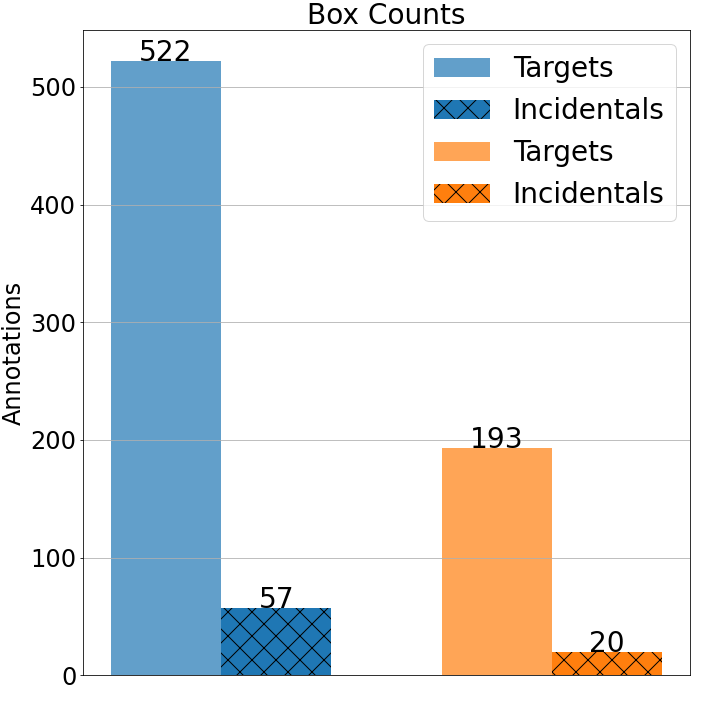 Box Counts
522
Targets
Incidentals
Targets
Incidentals
500
400
300
200
100
0
Annotations
193
57
20